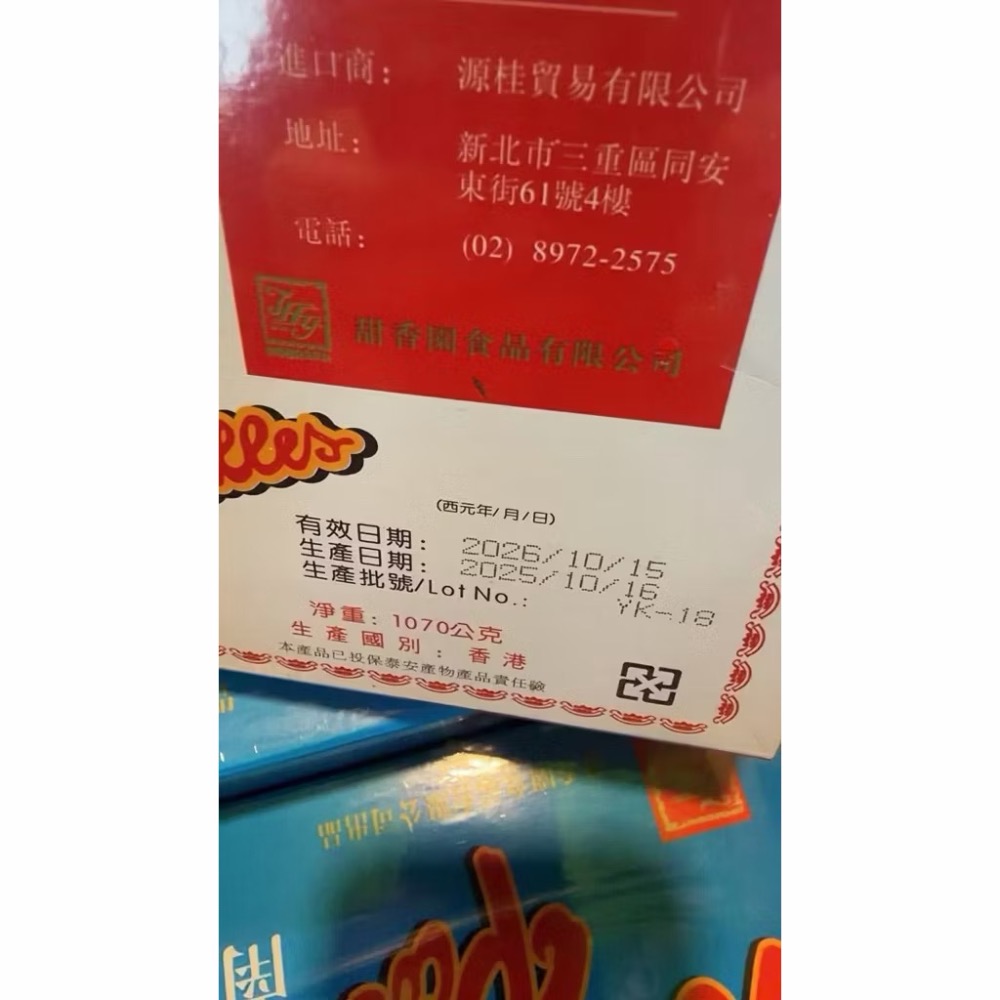 進口商： 源桂貿易有限公司
地址： 新北市三重區同安
東街61號4樓
電話： (02) 8972-2575
甜香園食品有限公司
(西元年/月/日)
有效日期： 2026/10/15
生產日期： 2025/10/16
生產批號/Lot No.： YK-18
淨重：1070公克
生產國別：香港
本產品已投保泰安產物產品責任險